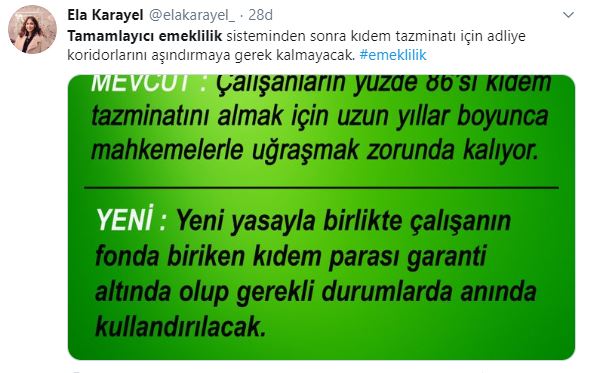 Ela Karayel @elakarayel_ · 28d
Tamamlayıcı emeklilik sisteminden sonra kıdem tazminatı için adliye
koridorlarını aşındırmaya gerek kalmayacak. #emeklilik
MEVCUT : Çalışanların yüzde 86'sı kıdem
tazminatını almak için uzun yıllar boyunca
mahkemelerle uğraşmak zorunda kalıyor.
YENİ : Yeni yasayla birlikte çalışanın
fonda biriken kıdem parası garanti
altında olup gerekli durumlarda anında
kullandırılacak.